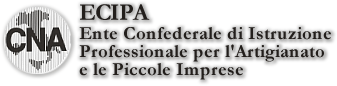 CNA
ECIPA
Ente Confederale di Istruzione
Professionale per l'Artigianato
e le Piccole Imprese